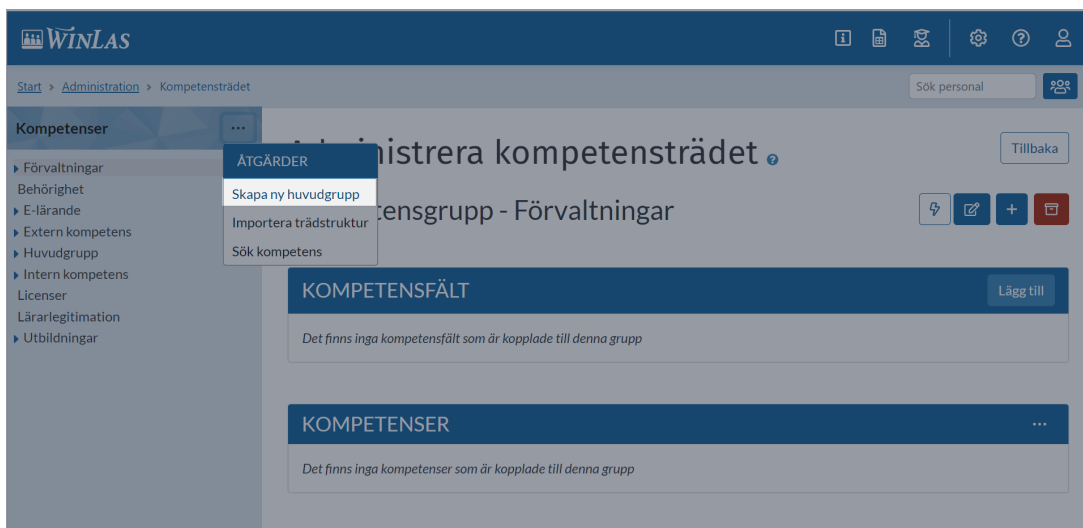 WINLAS
Start > Administration > Kompetensträdet
Sök personal
Kompetenser
Förvaltningar
Behörighet
E-lärande
Extern kompetens
Huvudgrupp
Intern kompetens
Licenser
Lärarlegitimation
Utbildningar
ÅTGÄRDER
Skapa ny huvudgrupp
Importera trädstruktur
Sök kompetens
kompetensträdet
Tillbaka
- Förvaltningar
KOMPETENSFÄLT
Lägg till
Det finns inga kompetensfält som är kopplade till denna grupp
KOMPETENSER
Det finns inga kompetenser som är kopplade till denna grupp